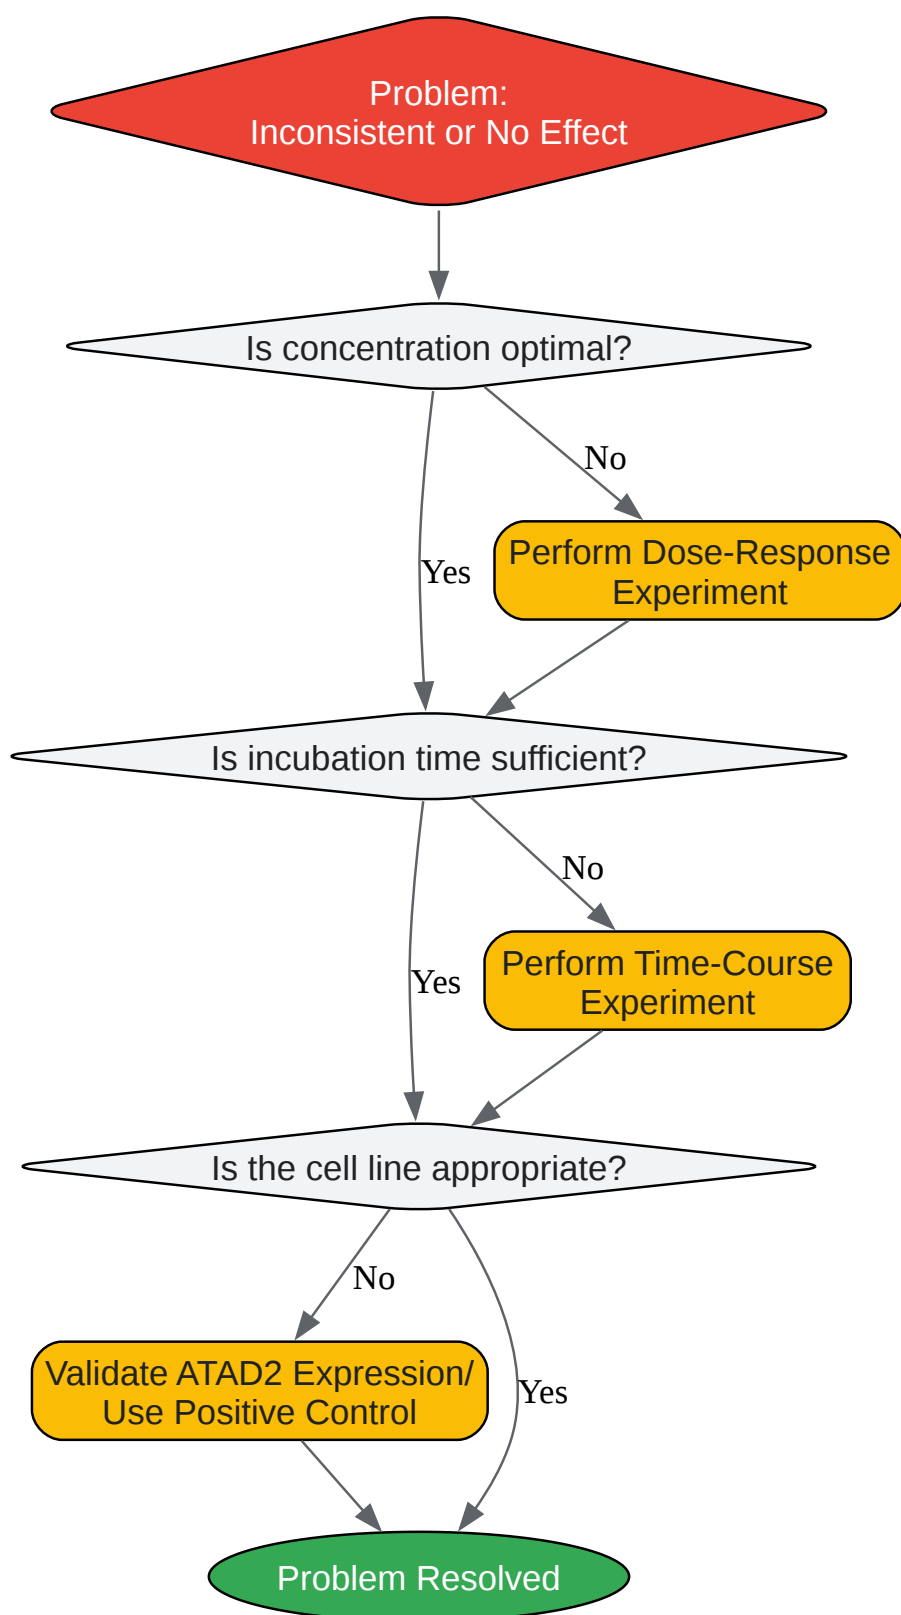 Problem:
Inconsistent or No Effect
Is concentration optimal?
No
Perform Dose-Response
Experiment
Yes
Is incubation time sufficient?
No
Perform Time-Course
Experiment
Yes
Is the cell line appropriate?
No
Validate ATAD2 Expression/
Use Positive Control
Yes
Problem Resolved